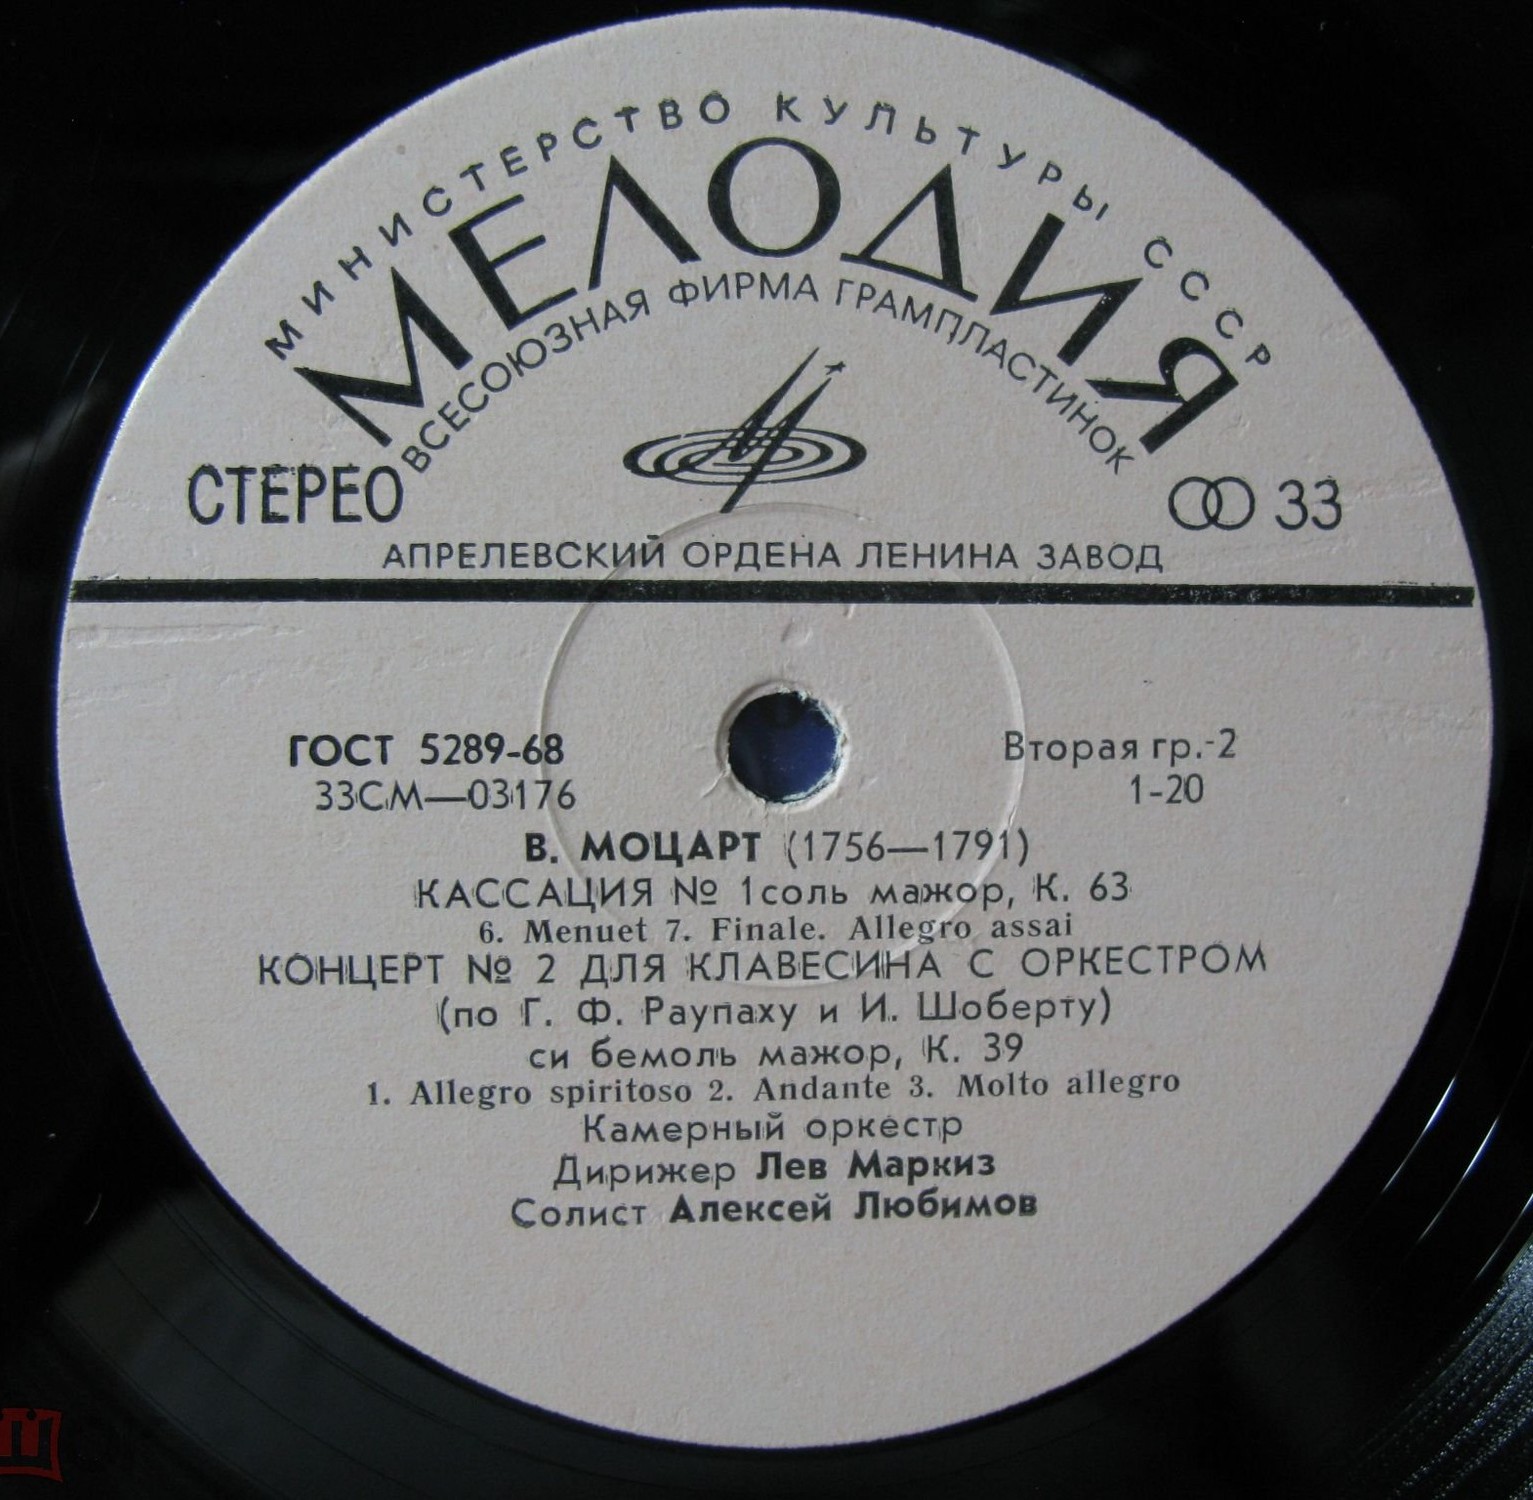 МИНИСТЕРСТВО КУЛЬТУРЫ СССР
МЕЛОДИЯ
ВСЕСОЮЗНАЯ ФИРМА ГРАМПЛАСТИНОК
СТЕРЕО
33
АПРЕЛЕВСКИЙ ОРДЕНА ЛЕНИНА ЗАВОД
ГОСТ 5289-68
Вторая гр.-2
33СМ—03176
1-20
В. МОЦАРТ (1756—1791)
КАССАЦИЯ № 1 соль мажор, К. 63
6. Menuet 7. Finale. Allegro assai
КОНЦЕРТ № 2 ДЛЯ КЛАВЕСИНА С ОРКЕСТРОМ
(по Г. Ф. Раупаху и И. Шоберту)
си бемоль мажор, К. 39
1. Allegro spiritoso 2. Andante 3. Molto allegro
Камерный оркестр
Дирижер Лев Маркиз
Солист Алексей Любимов